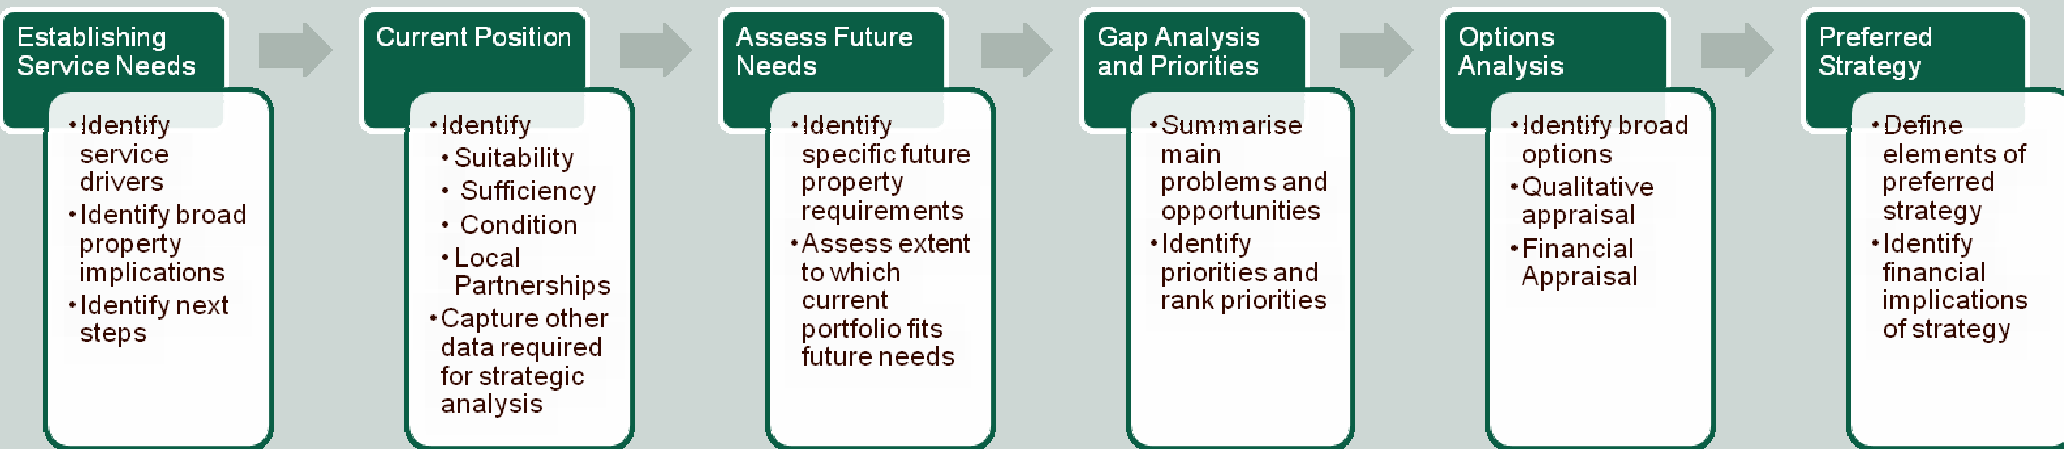 Establishing
Service Needs
•Identify
service
drivers
•Identify broad
property
implications
•Identify next
steps
Current Position
•Identify
•Suitability
• Sufficiency
• Condition
•Local
Partnerships
•Capture other
data required
for strategic
analysis
Assess Future
Needs
•Identify
specific future
property
requirements
•Assess extent
to which
current
portfolio fits
future needs
Gap Analysis
and Priorities
•Summarise
main
problems and
opportunities
•Identify
priorities and
rank priorities
Options
Analysis
•Identify broad
options
•Qualitative
appraisal
•Financial
Appraisal
Preferred
Strategy
•Define
elements of
preferred
strategy
•Identify
financial
implications
of strategy